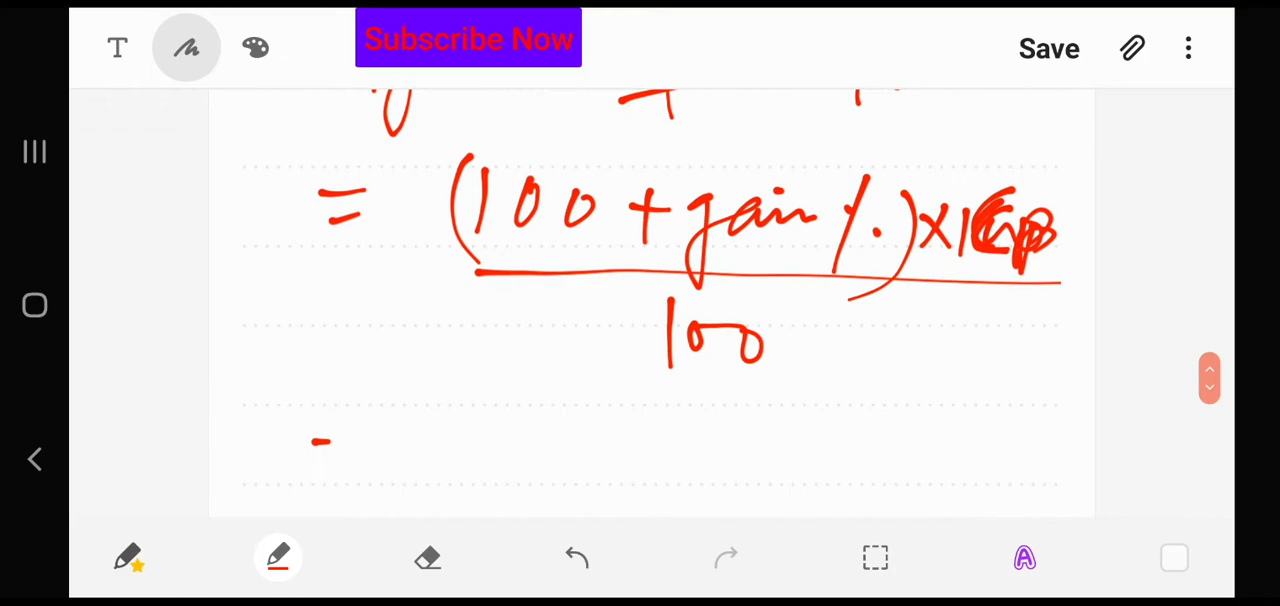 T
Subscribe Now
Save
= (100 + gain %) ×
100
-
A